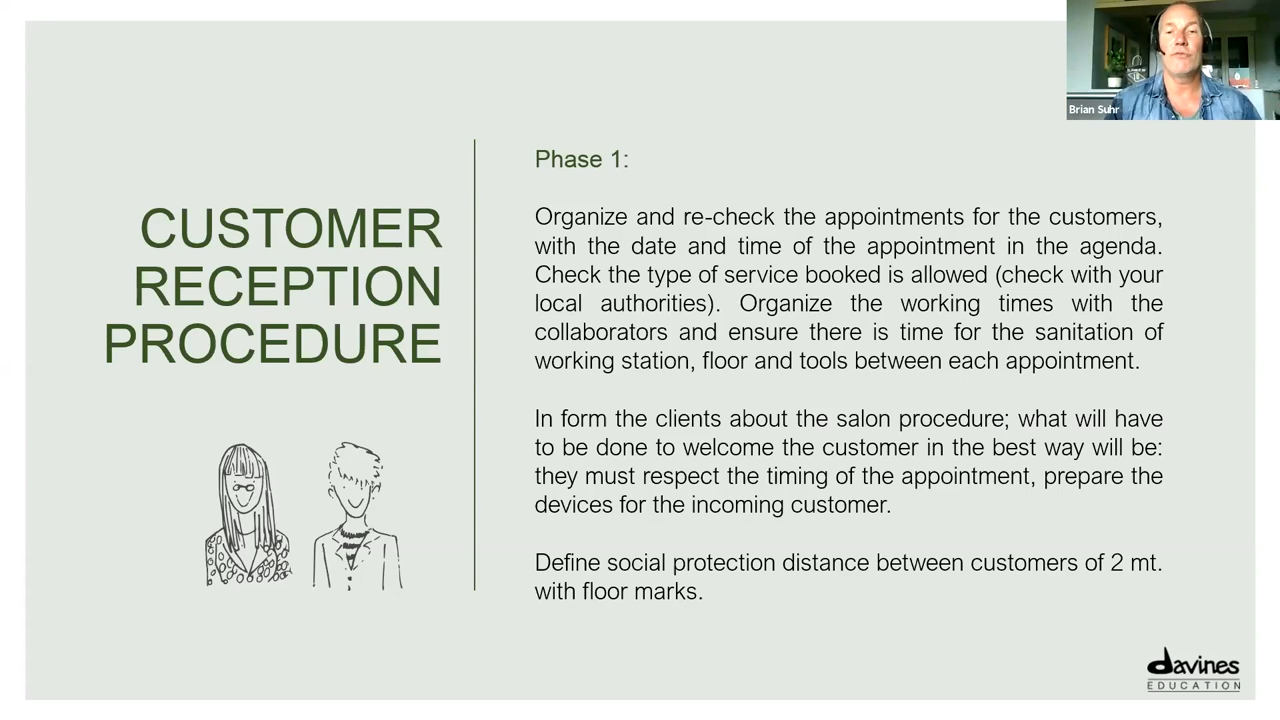 Brian Suhr
CUSTOMER
RECEPTION
PROCEDURE
Phase 1:
Organize and re-check the appointments for the customers,
with the date and time of the appointment in the agenda.
Check the type of service booked is allowed (check with your
local authorities). Organize the working times with the
collaborators and ensure there is time for the sanitation of
working station, floor and tools between each appointment.
In form the clients about the salon procedure; what will have
to be done to welcome the customer in the best way will be:
they must respect the timing of the appointment, prepare the
devices for the incoming customer.
Define social protection distance between customers of 2 mt.
with floor marks.
davines
EDUCATION